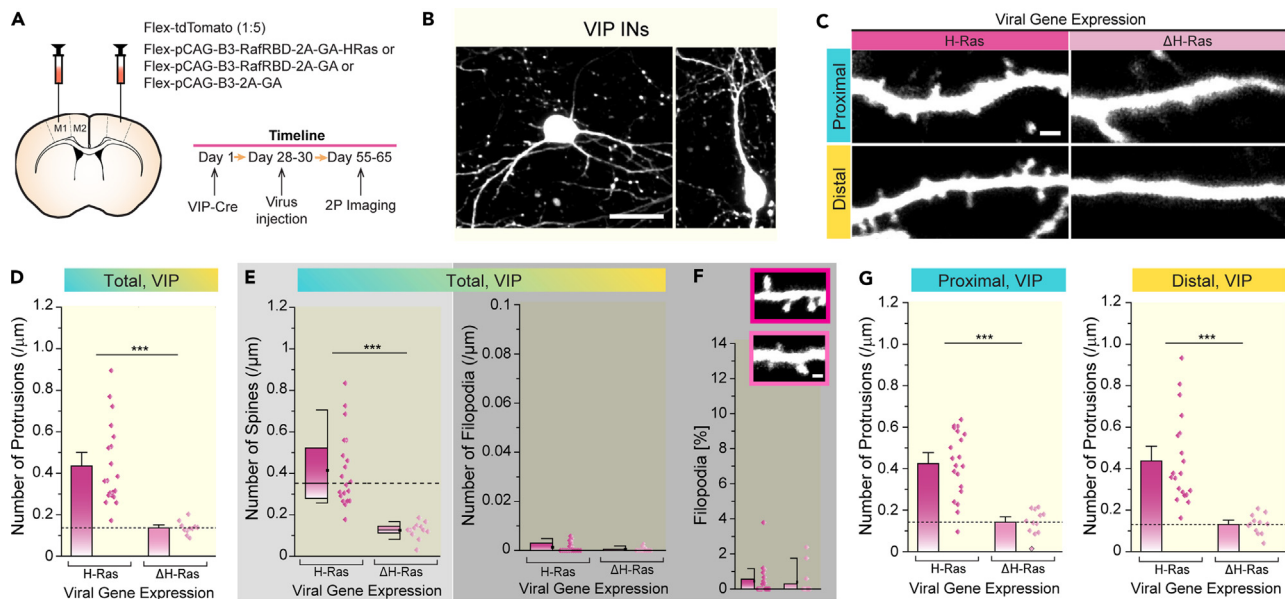 A
Flex-tdTomato (1:5)
Flex-pCAG-B3-RafRBD-2A-GA-HRas or
Flex-pCAG-B3-RafRBD-2A-GA or
Flex-pCAG-B3-2A-GA
M1 M2
Timeline
Day 1 Day 28-30 Day 55-65
VIP-Cre Virus injection 2P Imaging
B
VIP INs
C
Viral Gene Expression
H-Ras ΔH-Ras
Proximal
Distal
D
Total, VIP
Number of Protrusions (/μm)
1.2
1
0.8
0.6
0.4
0.2
0
***
H-Ras ΔH-Ras
Viral Gene Expression
E
Total, VIP
Number of Spines (/μm)
1.2
1
0.8
0.6
0.4
0.2
0
***
H-Ras ΔH-Ras
Number of Filopodia (/μm)
0.1
0.08
0.06
0.04
0.002
0
H-Ras ΔH-Ras
Viral Gene Expression
F
Filopodia [%]
14
12
10
8
6
4
2
0
G
Proximal, VIP
Number of Protrusions (/μm)
1.2
1
0.8
0.6
0.4
0.2
0
***
H-Ras ΔH-Ras
Viral Gene Expression
Distal, VIP
Number of Protrusions (/μm)
1.2
1
0.8
0.6
0.4
0.2
0
***
H-Ras ΔH-Ras
Viral Gene Expression